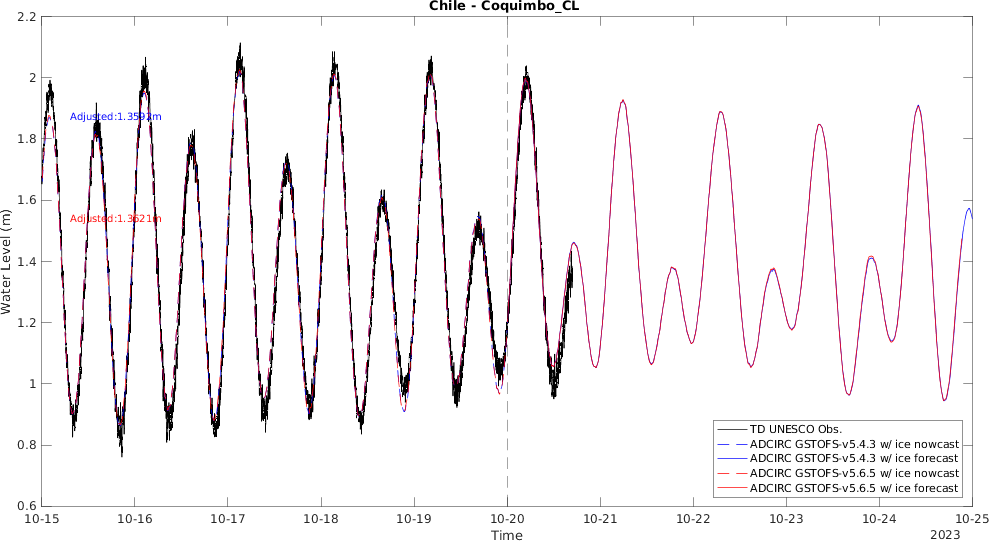 Chile - Coquimbo_CL
2.2
2
1.8
1.6
1.4
1.2
1
0.8
0.6
Water Level (m)
Adjusted:1.3593m
Adjusted:1.3621m
TD UNESCO Obs.
ADCIRC GSTOFS-v5.4.3 w/ ice nowcast
ADCIRC GSTOFS-v5.4.3 w/ ice forecast
ADCIRC GSTOFS-v5.6.5 w/ ice nowcast
ADCIRC GSTOFS-v5.6.5 w/ ice forecast
10-15 10-16 10-17 10-18 10-19 10-20 10-21 10-22 10-23 10-24 10-25
Time
2023